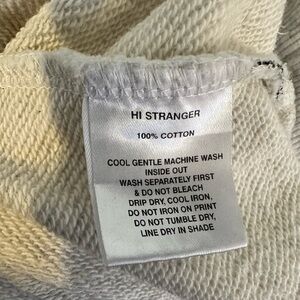 HI STRANGER
100% COTTON
COOL GENTLE MACHINE WASH
INSIDE OUT
WASH SEPARATELY FIRST
& DO NOT BLEACH
DRIP DRY, COOL IRON,
DO NOT IRON ON PRINT
DO NOT TUMBLE DRY,
LINE DRY IN SHADE